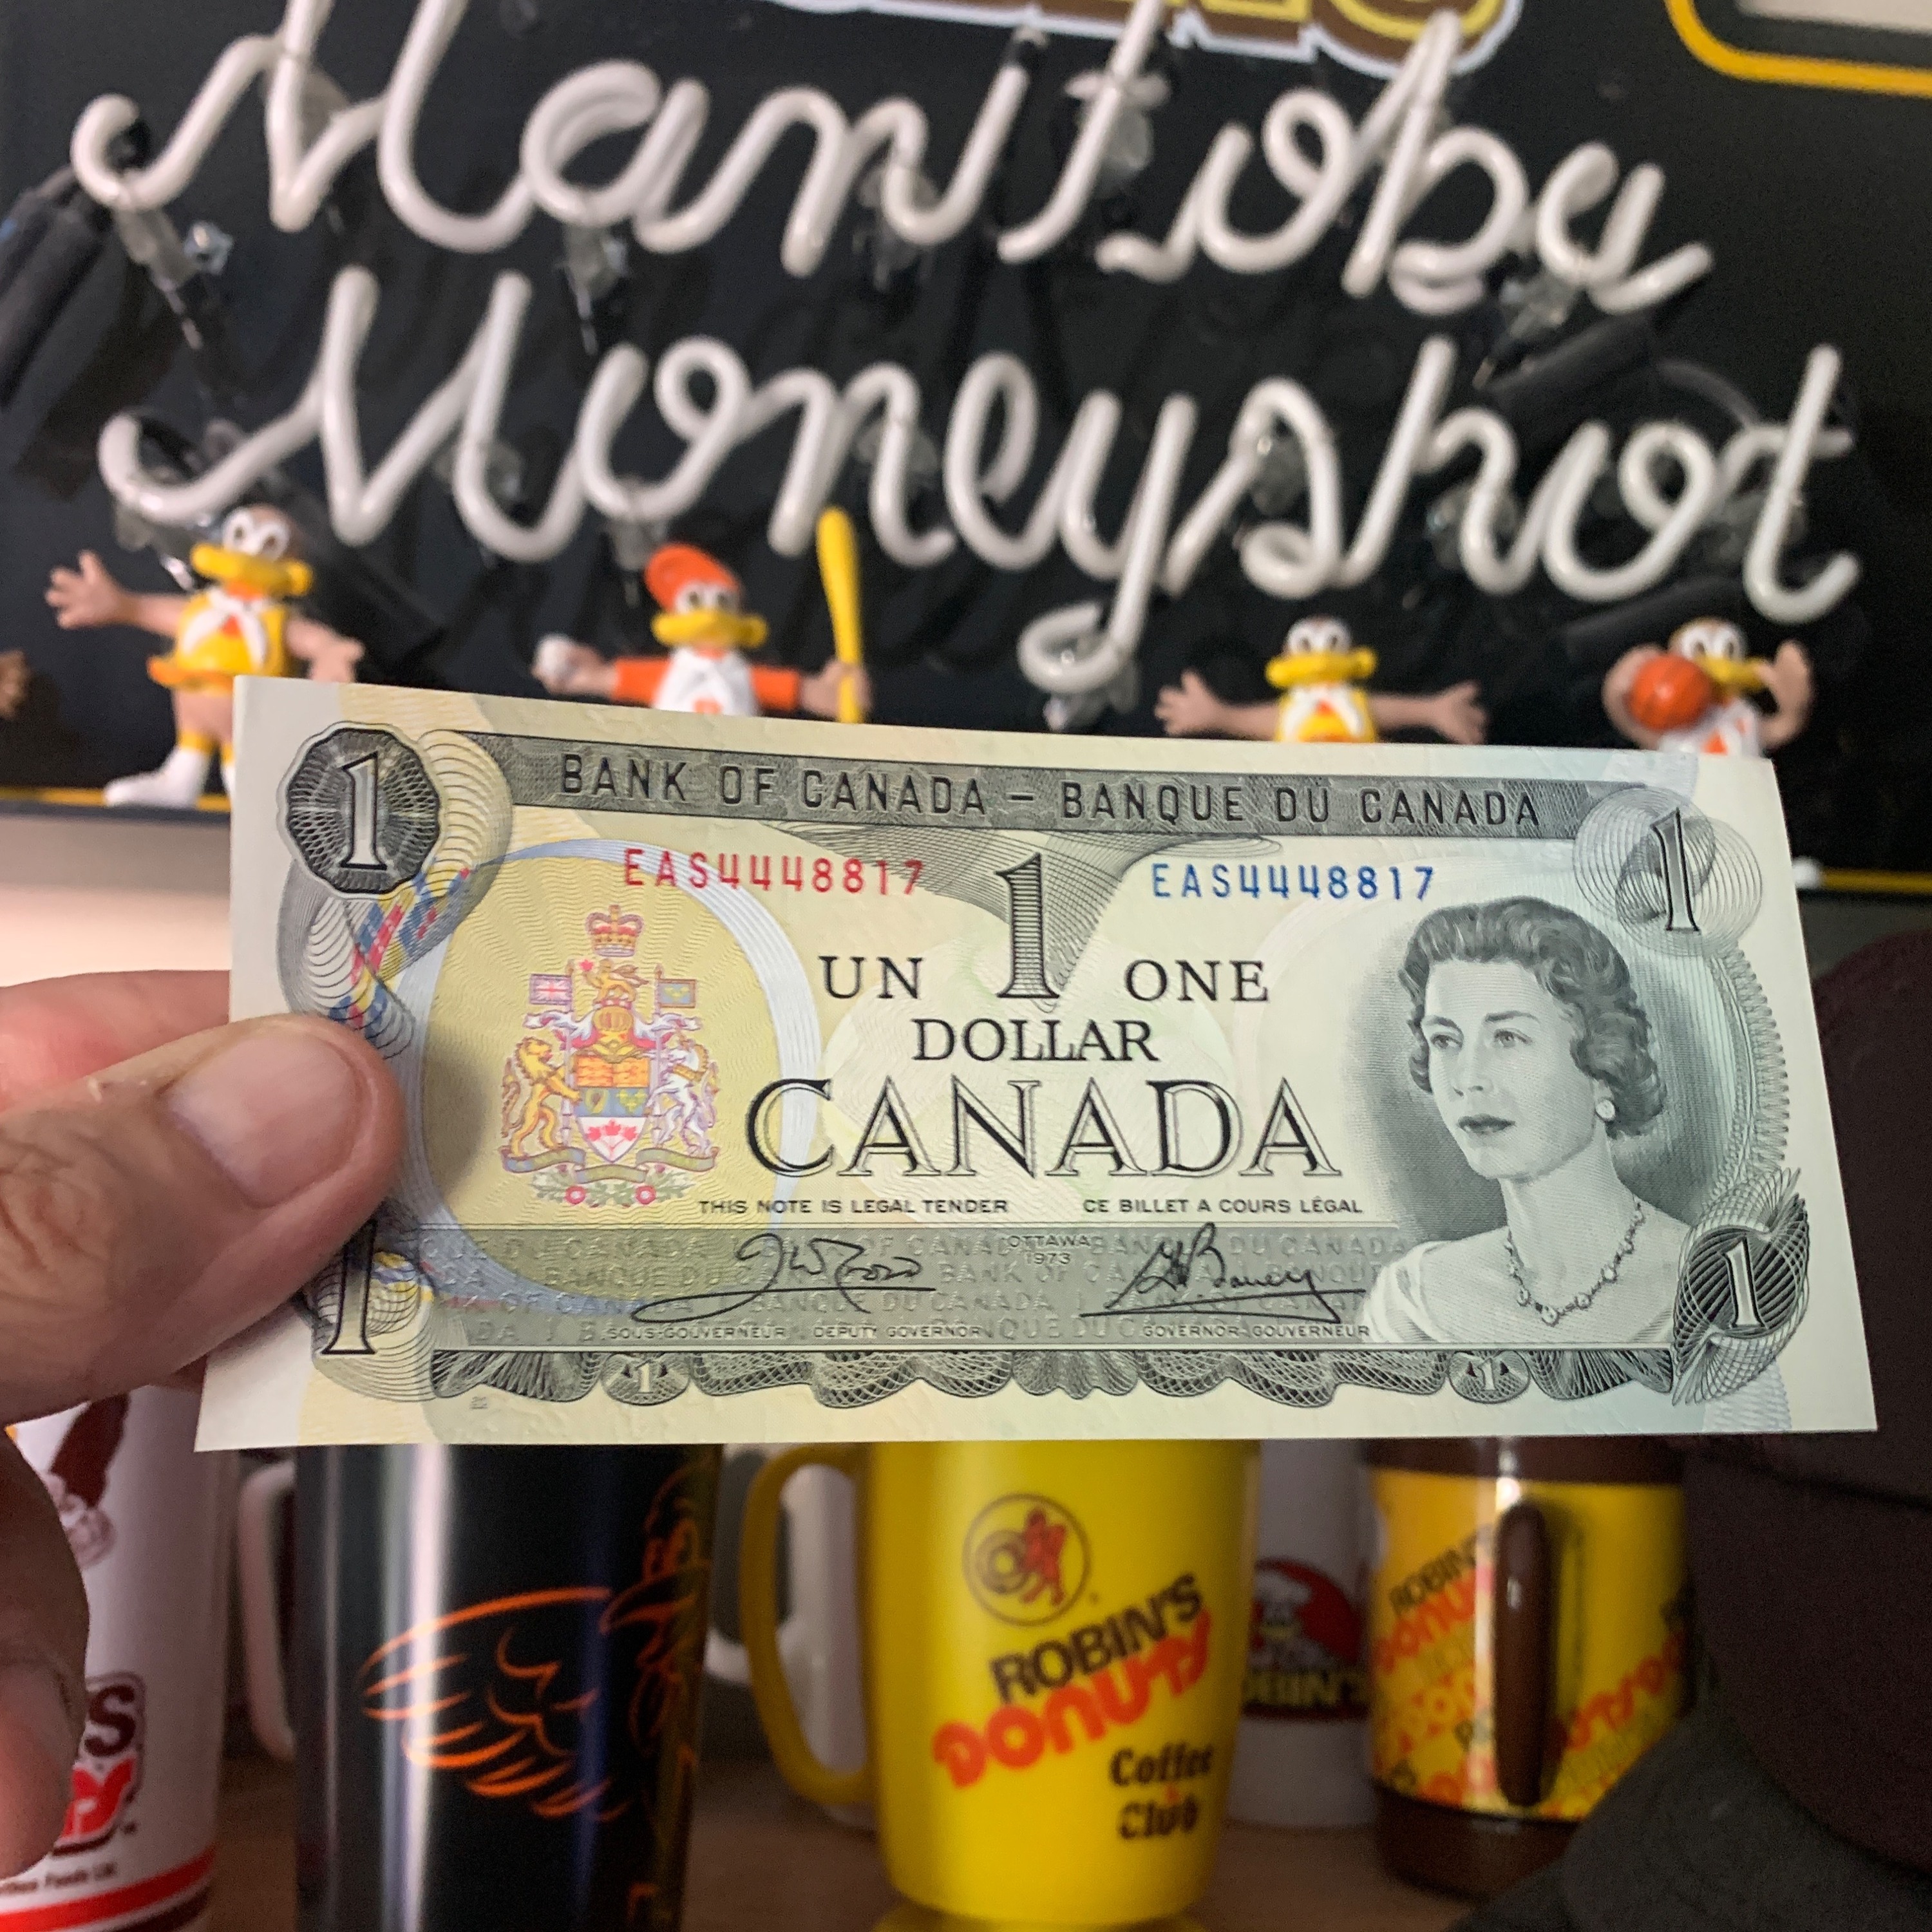 Manitoba
Moneyshot
1
BANK OF CANADA – BANQUE DU CANADA
1
EAS4448817
1
EAS4448817
UN
ONE
DOLLAR
CANADA
THIS NOTE IS LEGAL TENDER
CE BILLET A COURS LÉGAL
OTTAWA
1973
SOUS-GOUVERNEUR DEPUTY GOVERNOR
GOVERNOR-GOUVERNEUR
1
1
1
1
ROBIN'S
DONUTS
Coffee
Club
ROBIN'S
DONUTS